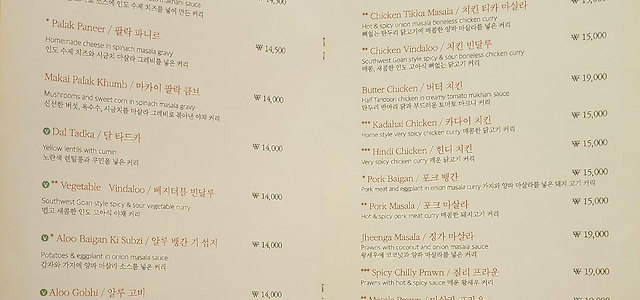 스에 인도 수제 치즈를 넣어 만든 커리
* Palak Paneer / 팔락 파니르
₩ 14,500
Homemade cheese in spinach masala gravy
인도 수제 치즈와 시금치 마살라 그레비를 넣은 커리
Makai Palak Khumb / 마카이 팔락 쿰브
₩ 14,000
Mushrooms and sweet corn in spinach masala gravy
신선한 버섯, 옥수수, 시금치를 마살라 그레비로 볶아낸 야채 커리
V Dal Tadka / 달 타드카
₩ 14,000
Yellow lentils with cumin
노란색 렌틸콩과 쿠민을 넣은 커리
V ** Vegetable Vindaloo / 베지터블 빈달루
₩ 14,000
Southwest Goan style spicy & sour vegetable curry
맵고 새콤한 인도 고아식 야채 커리
V * Aloo Baigan Ki Subzi / 알루 뱅간 기 섭지
₩ 14,000
Potatoes & eggplant in onion masala sauce
감자와 가지에 양파 마살라 소스를 넣은 커리
V Aloo Gobhi / 알루 고비
₩ 14,000
** Chicken Tikka Masala / 치킨 티카 마살라
Hot & spicy onion masala boneless chicken curry
뼈없는 탄두리 닭고기에 매콤한 양파 마살라를 넣은 커리
** Chicken Vindaloo / 치킨 빈달루
₩ 15,000
Southwest Goan style spicy & sour boneless chicken curry
매콤, 새콤한 인도 고아식 뼈없는 닭고기 커리
Butter Chicken / 버터 치킨
₩ 19,000
Half Tandoori chicken in creamy tomato makhani sauce
탄두리 반마리 닭과 부드러운 토마토 마크니 커리
*** Kadahai Chicken / 카다이 치킨
₩ 15,000
Home style very spicy chicken curry 매콤한 닭고기 커리
*** Hindi Chicken / 힌디 치킨
₩ 15,000
Very spicy chicken curry 매운 닭고기 커리
* Pork Baigan / 포크 뱅간
₩ 15,000
Pork meat and eggplant in onion masala curry 가지와 양파 마살라를 넣은 돼지 고기 커리
** Pork Masala / 포크 마살라
₩ 15,000
Hot & spicy pork meat curry 매콤한 돼지고기 커리
Jheenga Masala / 징가 마살라
₩ 19,000
Prawns with coconut and onion masala sauce
왕새우에 코코넛과 양파 마살라를 넣은 커리
*** Spicy Chilly Prawn / 칠리 프라운
₩ 19,000
Prawns with hot & spicy sauce 매운 왕새우 커리